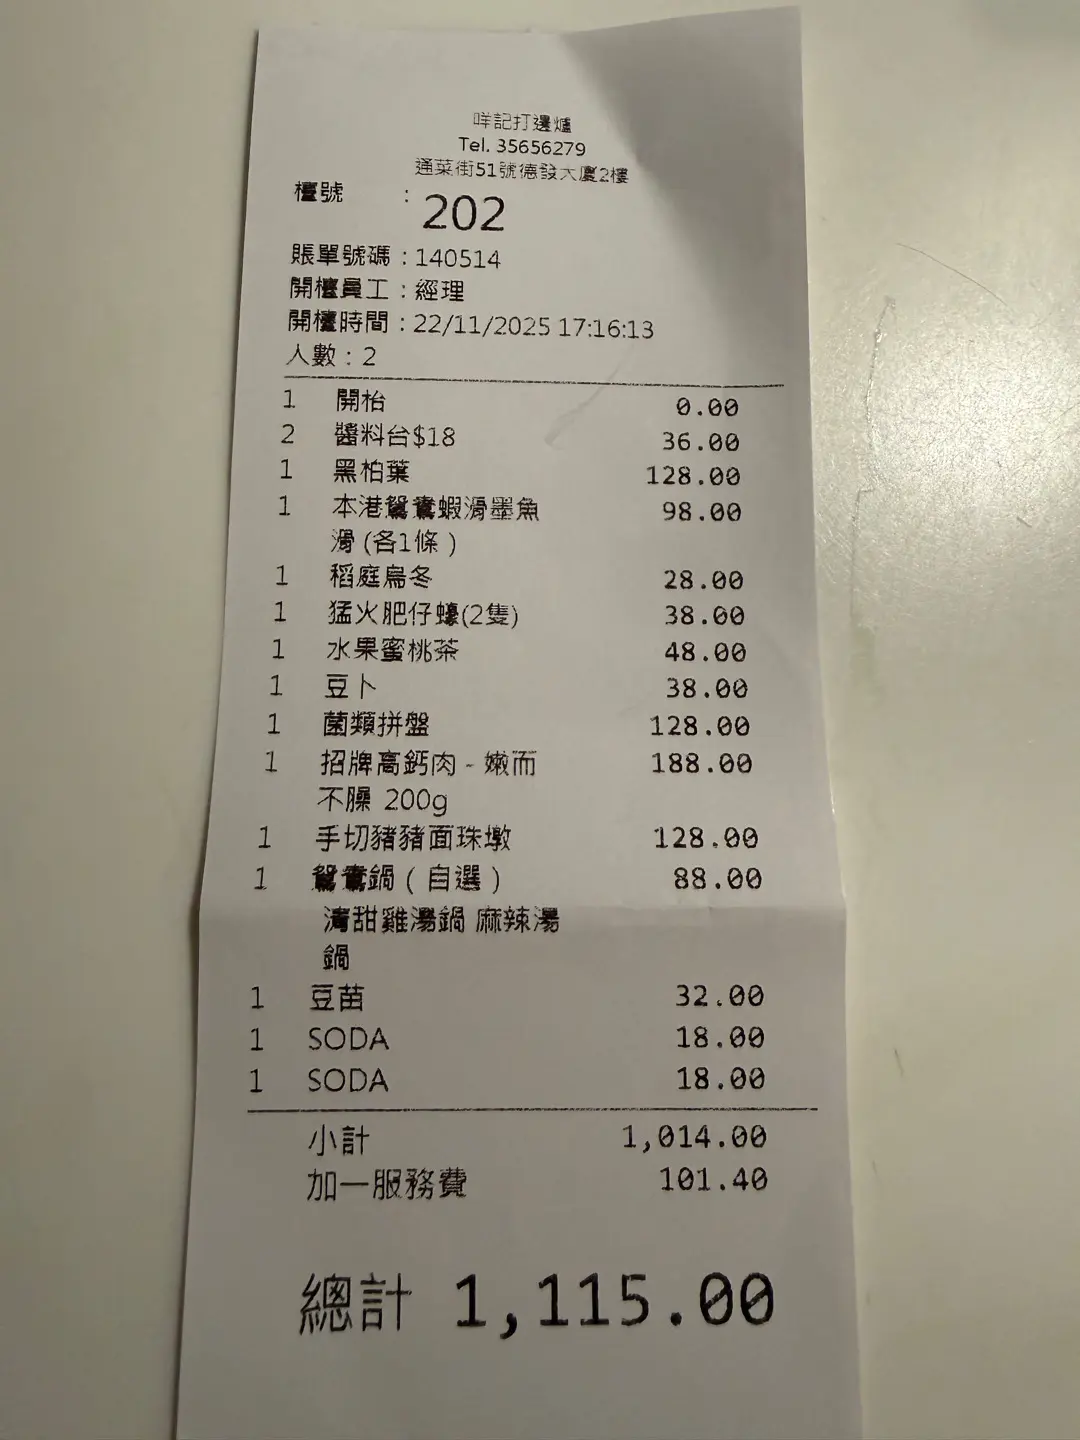 咩記打邊爐
Tel. 35656279
通菜街51號德發大廈2樓
檯號 : 202
賬單號碼 : 140514
開檯員工 : 經理
開檯時間 : 22/11/2025 17:16:13
人數 : 2
1 開枱 0.00
2 醬料台$18 36.00
1 黑柏葉 128.00
1 本港鴛鴦蝦滑墨魚 98.00
滑 (各1條 )
1 稻庭烏冬 28.00
1 猛火肥仔蠔(2隻) 38.00
1 水果蜜桃茶 48.00
1 豆卜 38.00
1 菌類拼盤 128.00
1 招牌高鈣肉 - 嫩而 188.00
不臊 200g
1 手切豬豬面珠墩 128.00
1 鴛鴦鍋 ( 自選 ) 88.00
清甜雞湯鍋 麻辣湯
鍋
1 豆苗 32.00
1 SODA 18.00
1 SODA 18.00
小計 1,014.00
加一服務費 101.40
總計 1,115.00